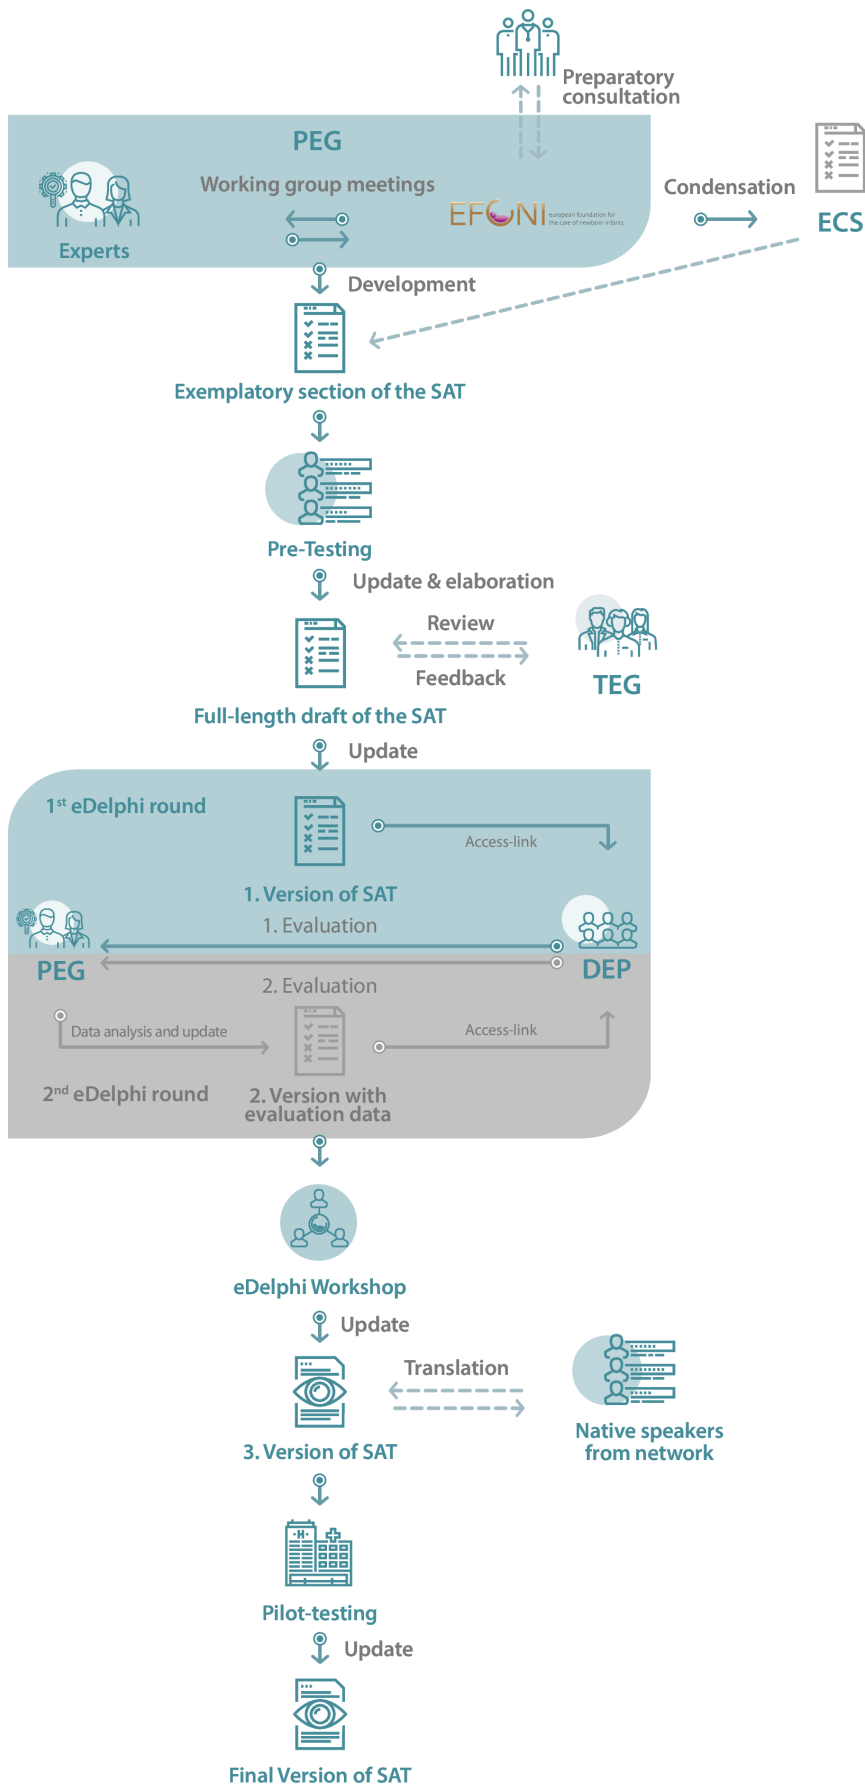 Preparatory
consultation
PEG
Working group meetings
Experts
EFCNI european foundation for
the care of newborn infants
Condensation
ECS
Development
Exemplatory section of the SAT
Pre-Testing
Update & elaboration
Review
Feedback
TEG
Full-length draft of the SAT
Update
1st eDelphi round
Access-link
1. Version of SAT
1. Evaluation
PEG
DEP
2. Evaluation
Data analysis and update
Access-link
2nd eDelphi round
2. Version with
evaluation data
eDelphi Workshop
Update
Translation
Native speakers
from network
3. Version of SAT
H
Pilot-testing
Update
Final Version of SAT